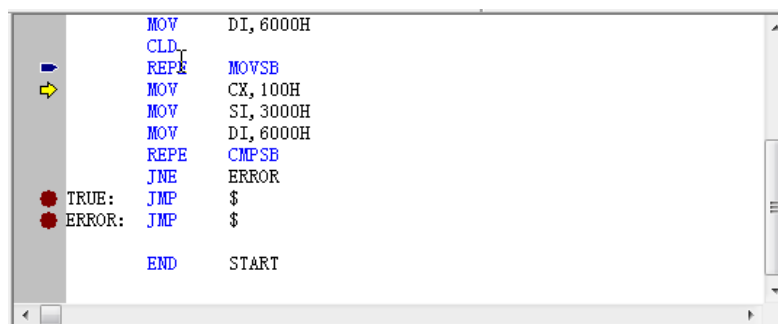 MOV DI,6000H
CLD
REPE MOVSB
MOV CX,100H
MOV SI,3000H
MOV DI,6000H
REPE CMPSB
JNE ERROR
TRUE: JMP $
ERROR: JMP $
END START